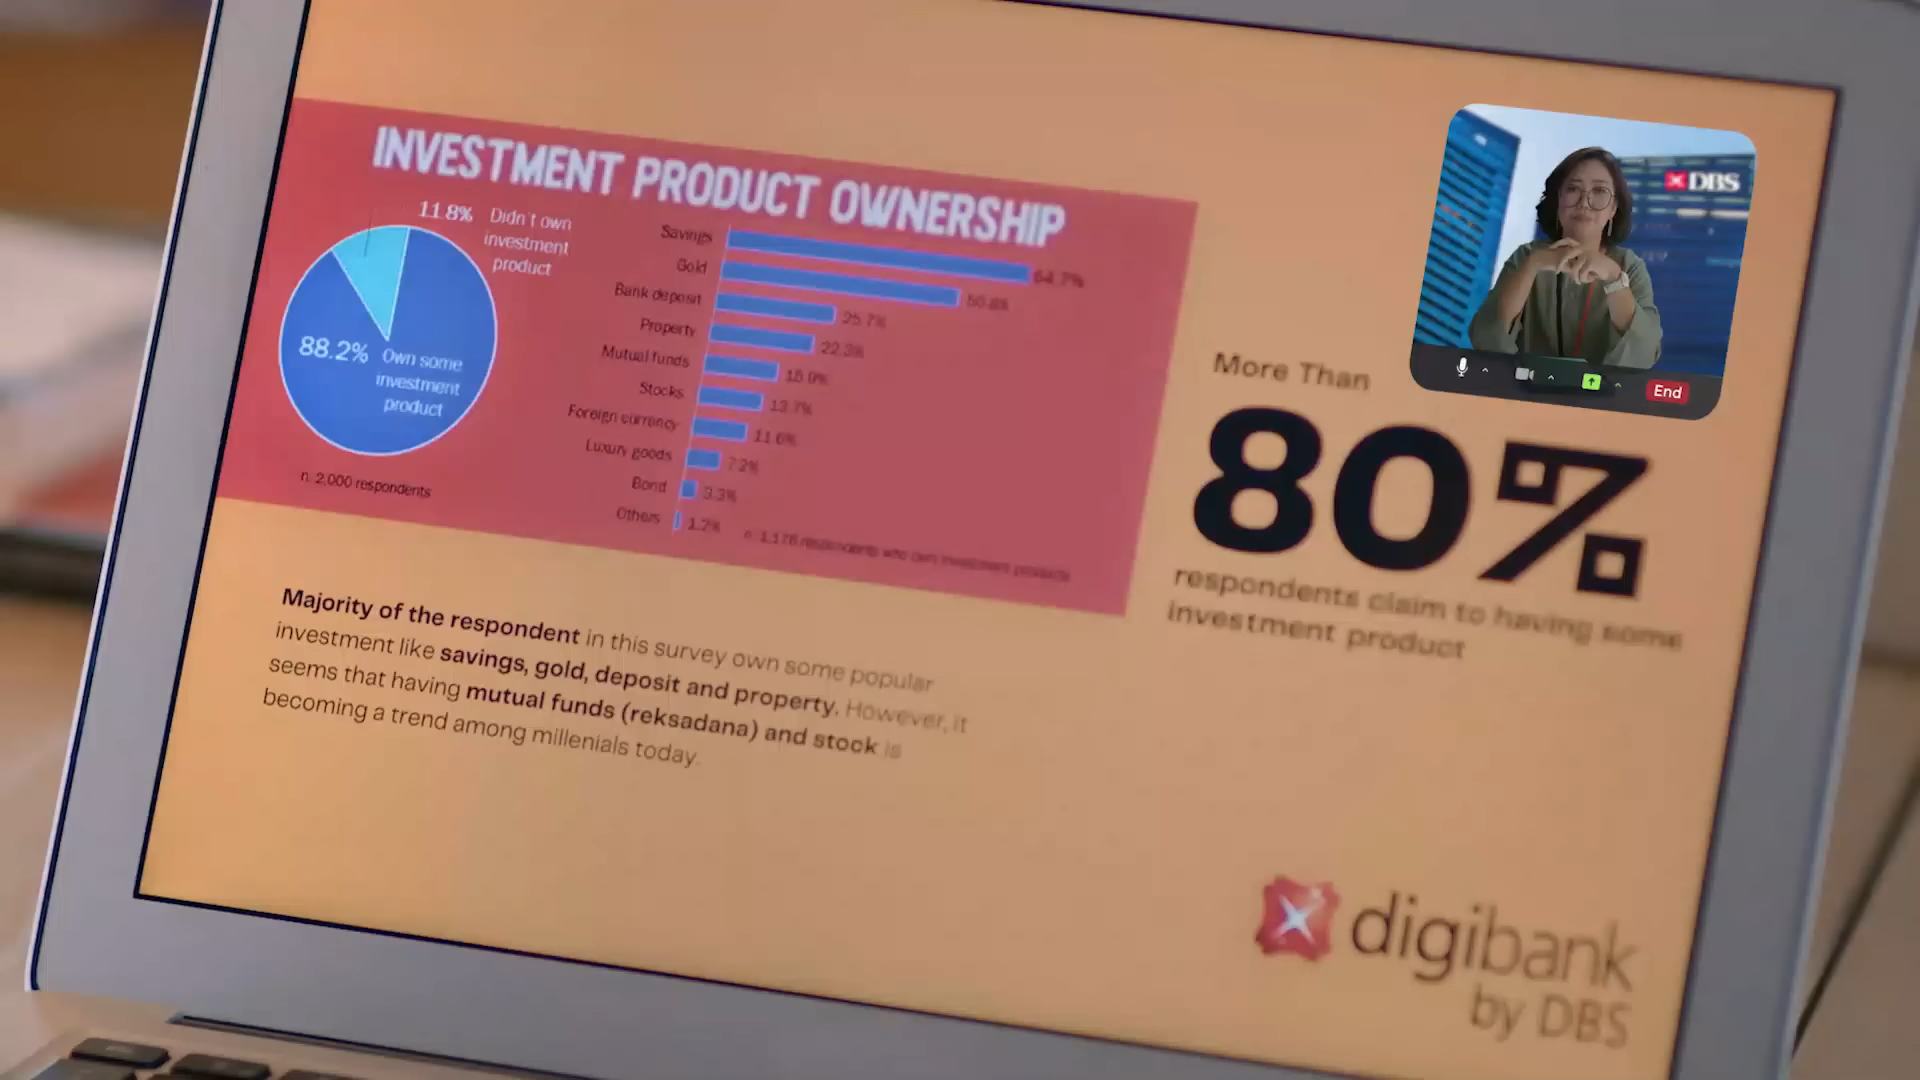 INVESTMENT PRODUCT OWNERSHIP
11.8% Didn't own
investment
product
88.2% Own some
investment
product
n. 2,000 respondents
Savings 64.7%
Gold
Bank deposit 25.7%
Property 22.3%
Mutual funds
Stocks 13.7%
Foreign currency 11.6%
Luxury goods 7.2%
Bond 3.3%
Others 1.2%
respondents who own investment products
Majority of the respondent in this survey own some popular
investment like savings, gold, deposit and property. However, it
seems that having mutual funds (reksadana) and stock is
becoming a trend among millenials today.
DBS
End
More Than
80%
respondents claim to having some
investment product
digibank
by DBS